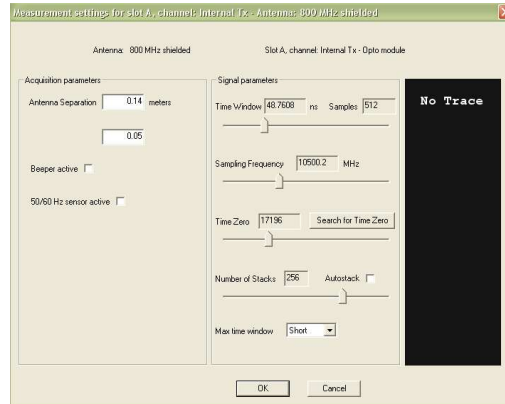 Measurement settings for slot A, channel: Internal Tx - Antenna: 800 MHz shielded
Antenna: 800 MHz shielded
Slot A, channel: Internal Tx - Opto module
Acquisition parameters
Antenna Separation 0.14 meters
0.05
Beeper active
50/60 Hz sensor active
Signal parameters
Time Window 48.7608 ns Samples 512
Sampling Frequency 10500.2 MHz
Time Zero 17196 Search for Time Zero
Number of Stacks 256 Autostack
Max time window Short
No Trace
OK Cancel